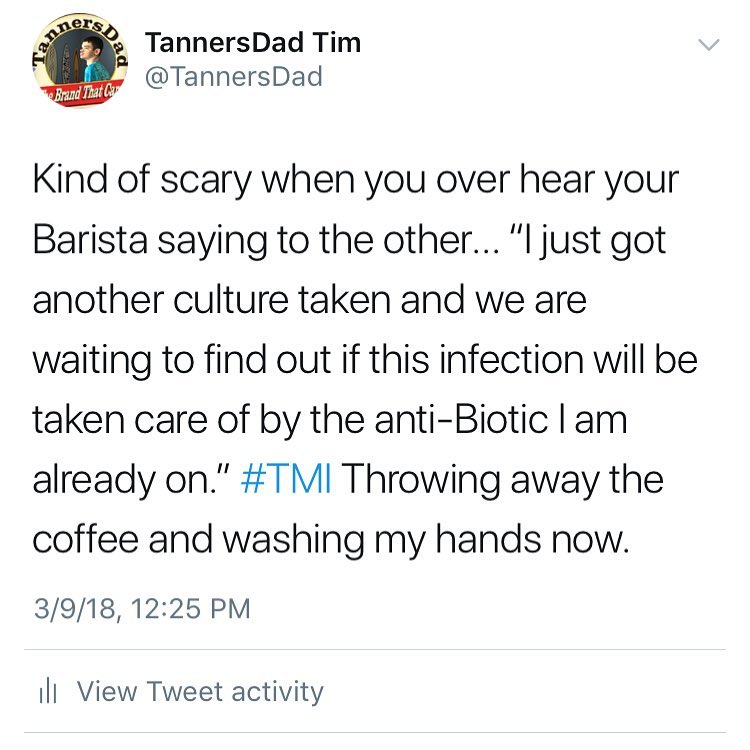 TannersDad
Brand That
TannersDad Tim
@TannersDad
Kind of scary when you over hear your
Barista saying to the other... “I just got
another culture taken and we are
waiting to find out if this infection will be
taken care of by the anti-Biotic I am
already on.” #TMI Throwing away the
coffee and washing my hands now.
3/9/18, 12:25 PM
View Tweet activity